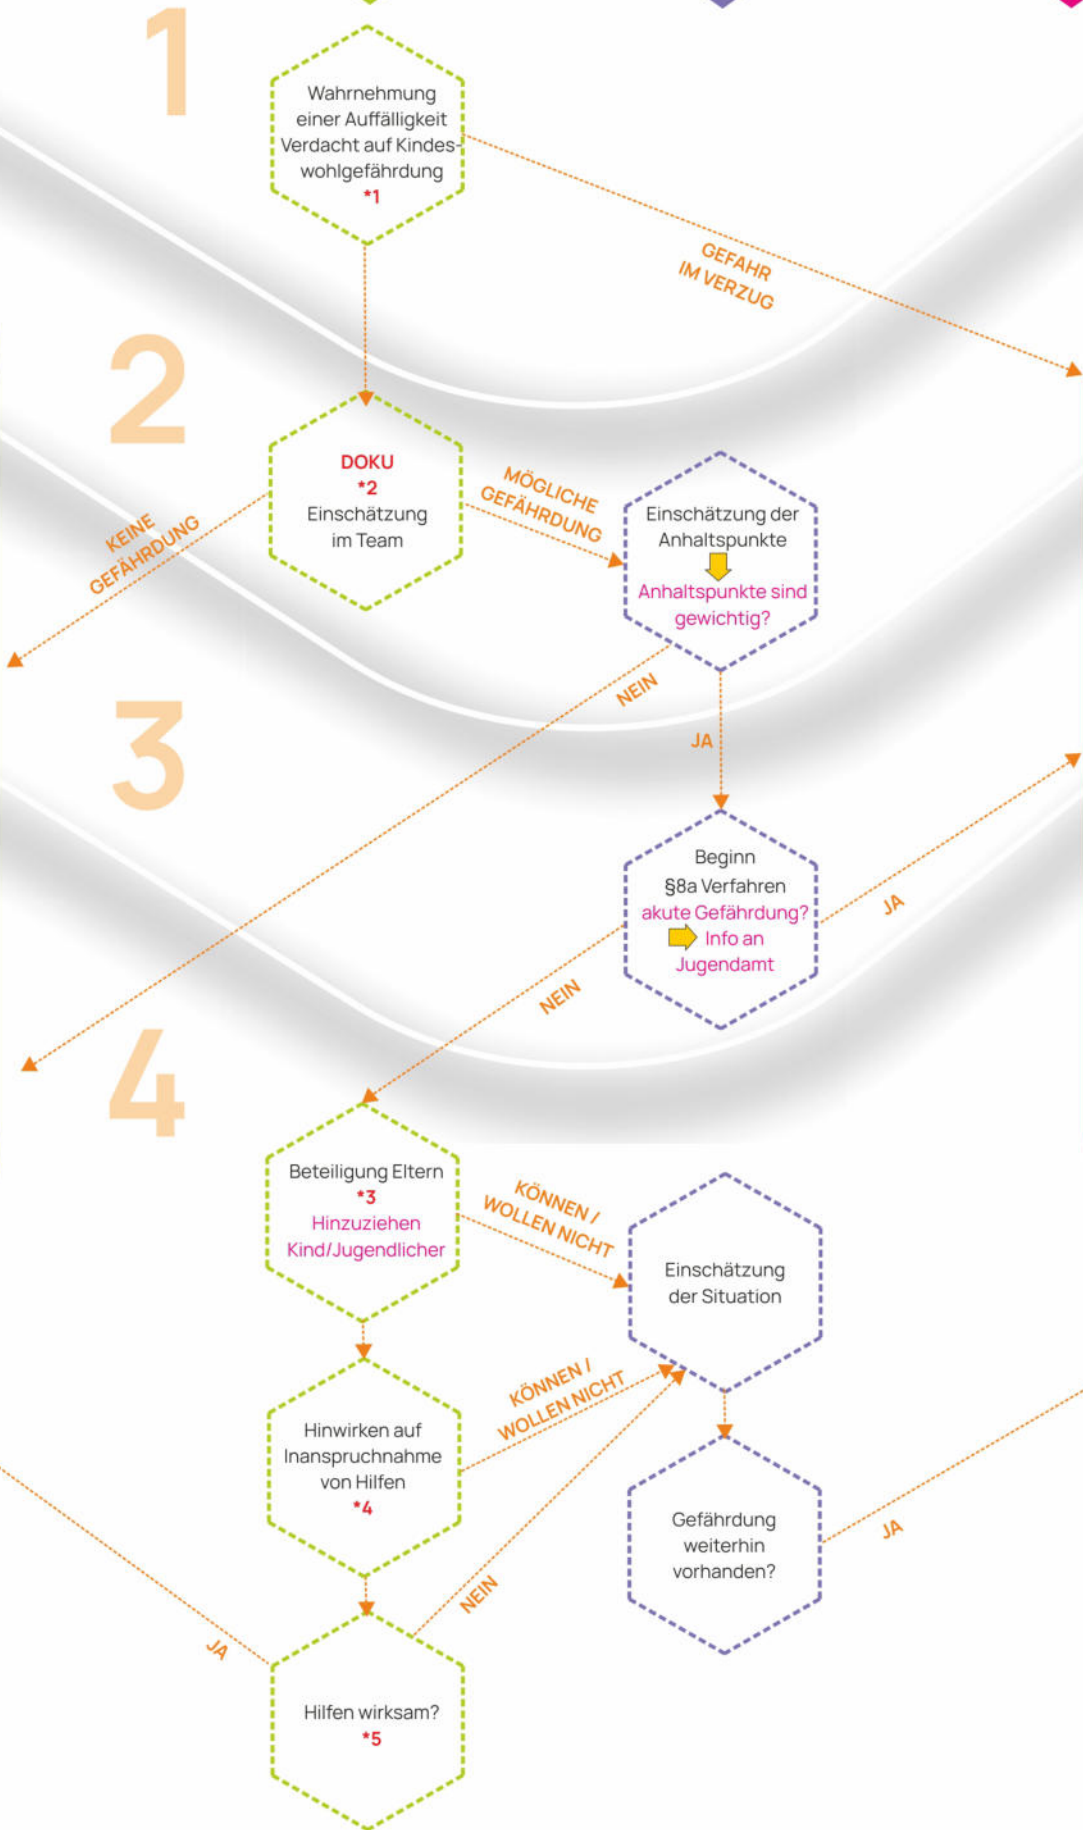 1
Wahrnehmung
einer Auffälligkeit
Verdacht auf Kindes-
wohlgefährdung
*1
GEFAHR
IM VERZUG
2
DOKU
*2
Einschätzung
im Team
KEINE
GEFÄHRDUNG
MÖGLICHE
GEFÄHRDUNG
Einschätzung der
Anhaltspunkte
Anhaltspunkte sind
gewichtig?
NEIN
JA
3
Beginn
§8a Verfahren
akute Gefährdung?
Info an
Jugendamt
JA
NEIN
4
Beteiligung Eltern
*3
Hinzuziehen
Kind/Jugendlicher
KÖNNEN /
WOLLEN NICHT
Einschätzung
der Situation
Hinwirken auf
Inanspruchnahme
von Hilfen
*4
KÖNNEN /
WOLLEN NICHT
Gefährdung
weiterhin
vorhanden?
JA
NEIN
JA
Hilfen wirksam?
*5